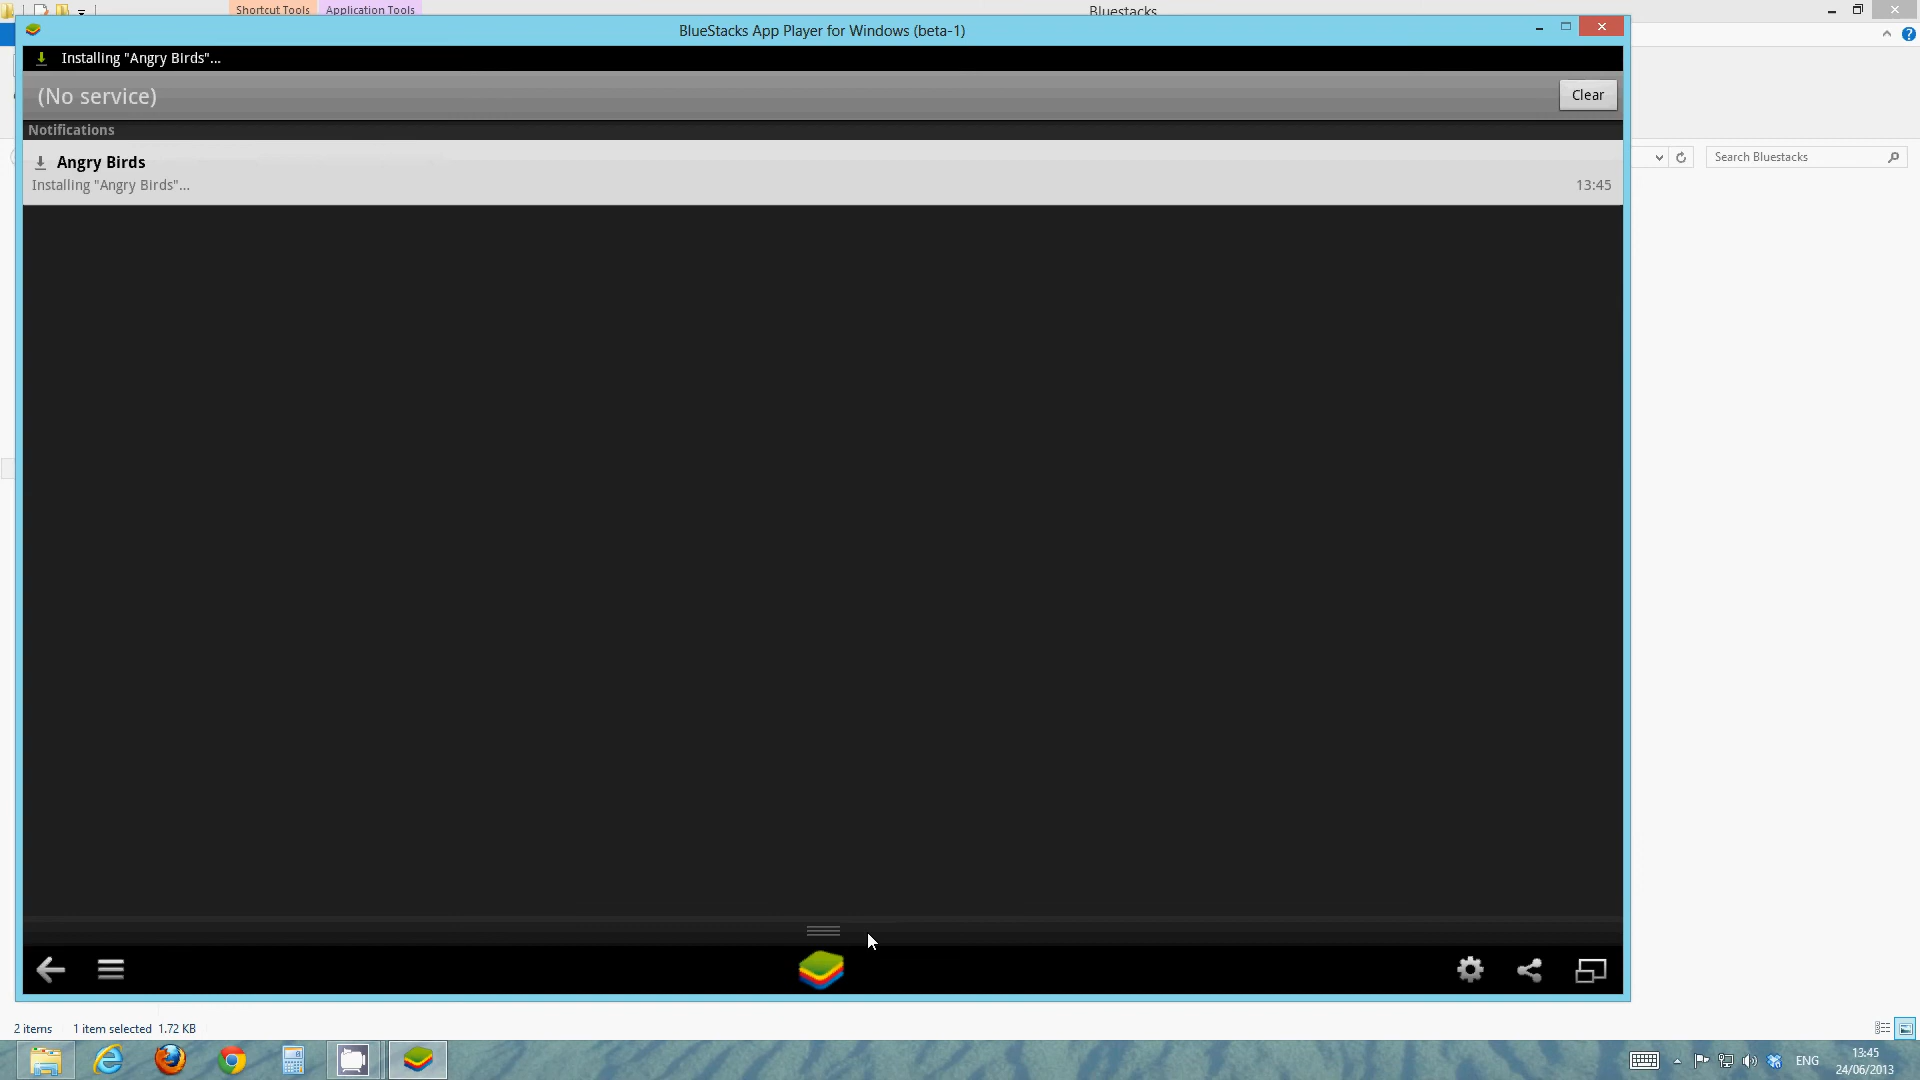 Shortcut Tools
Application Tools
Bluestacks
BlueStacks App Player for Windows (beta-1)
Installing "Angry Birds"...
(No service)
Clear
Notifications
Angry Birds
Installing "Angry Birds"...
13:45
Search Bluestacks
2 items
1 item selected 1.72 KB
ENG
13:45
24/06/2013